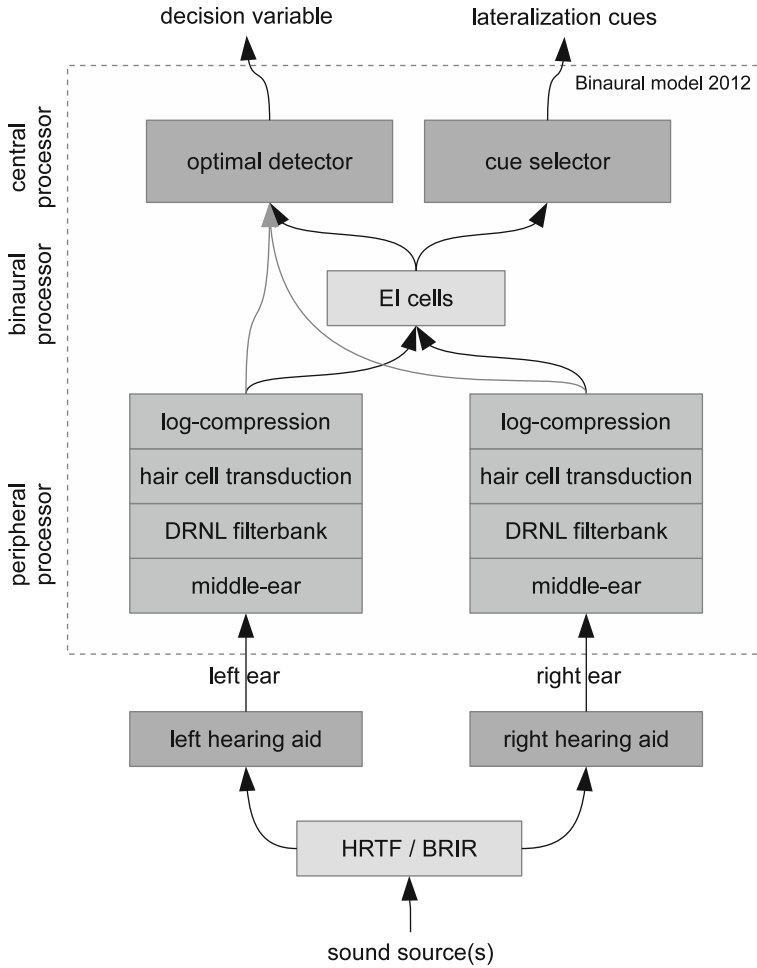 decision variable
lateralization cues
Binaural model 2012
central
processor
optimal detector
cue selector
binaural
processor
EI cells
peripheral
processor
log-compression
hair cell transduction
DRNL filterbank
middle-ear
log-compression
hair cell transduction
DRNL filterbank
middle-ear
left ear
right ear
left hearing aid
right hearing aid
HRTF / BRIR
sound source(s)